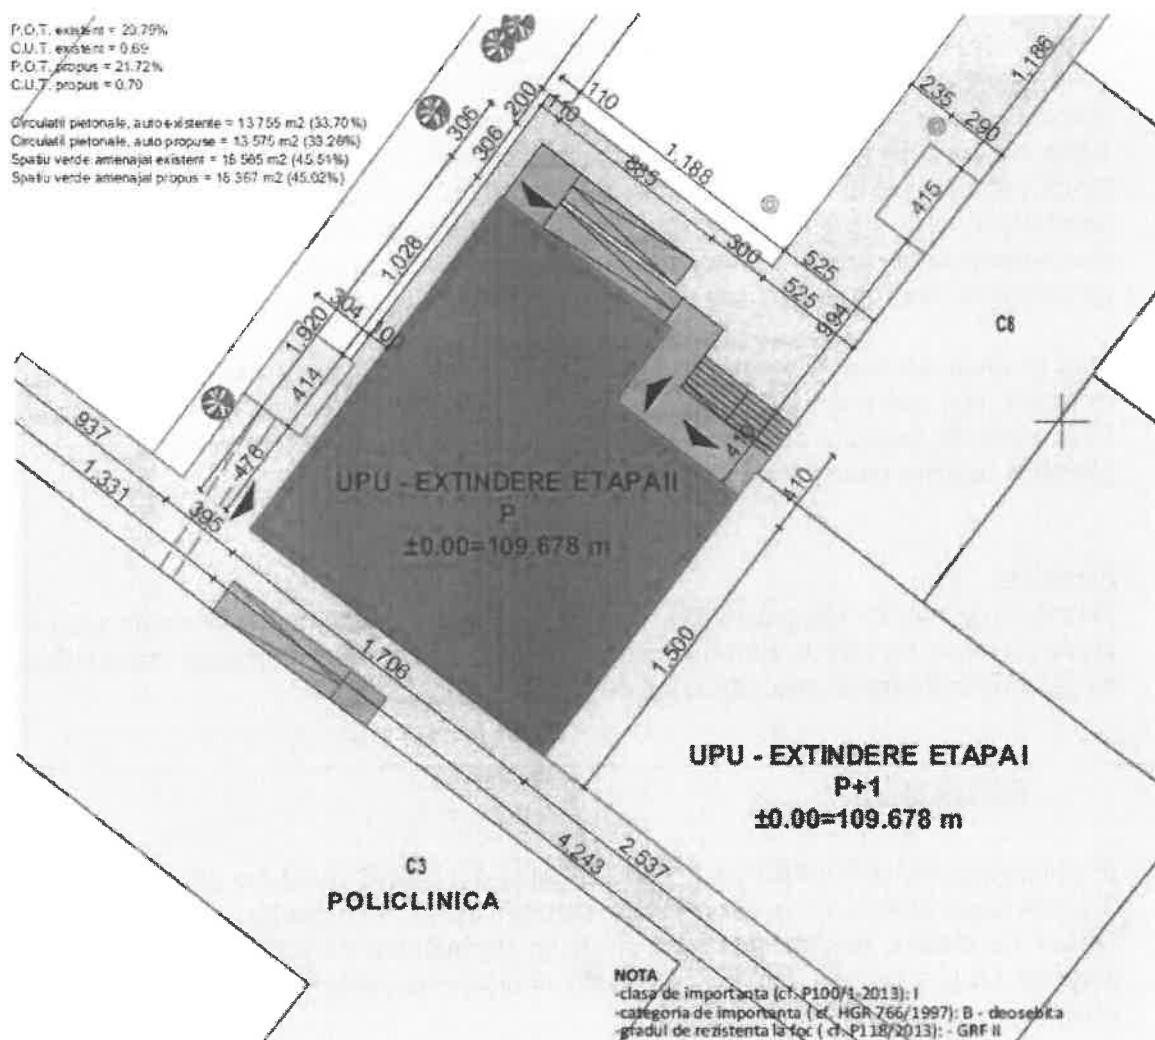 P.O.T. existent = 20.79%
C.U.T. existent = 0.69
P.O.T. propus = 21.72%
C.U.T. propus = 0.70
Circulatii pietonale, auto existente = 13 755 m2 (33.70%)
Circulatii pietonale, auto propuse = 13 575 m2 (33.26%)
Spatiu verde amenajat existent = 18 565 m2 (45.51%)
Spatiu verde amenajat propus = 18 367 m2 (45.02%)
306
306
200
110
110
885
1,188
300
525
525
994
235
290
1,186
415
C8
1,028
304
100
1,920
414
476
937
1,331
395
410
410
UPU - EXTINDERE ETAPA II
P
±0.00=109.678 m
1,706
1,500
UPU - EXTINDERE ETAPA I
P+1
±0.00=109.678 m
4,243
2,537
C3
POLICLINICA
NOTA
-clasa de importanta (cf. P100/1-2013): I
-categoria de importanta ( cf. HGR 766/1997): B - deosebita
-gradul de rezistenta la foc ( cf. P118/2013): - GRF II